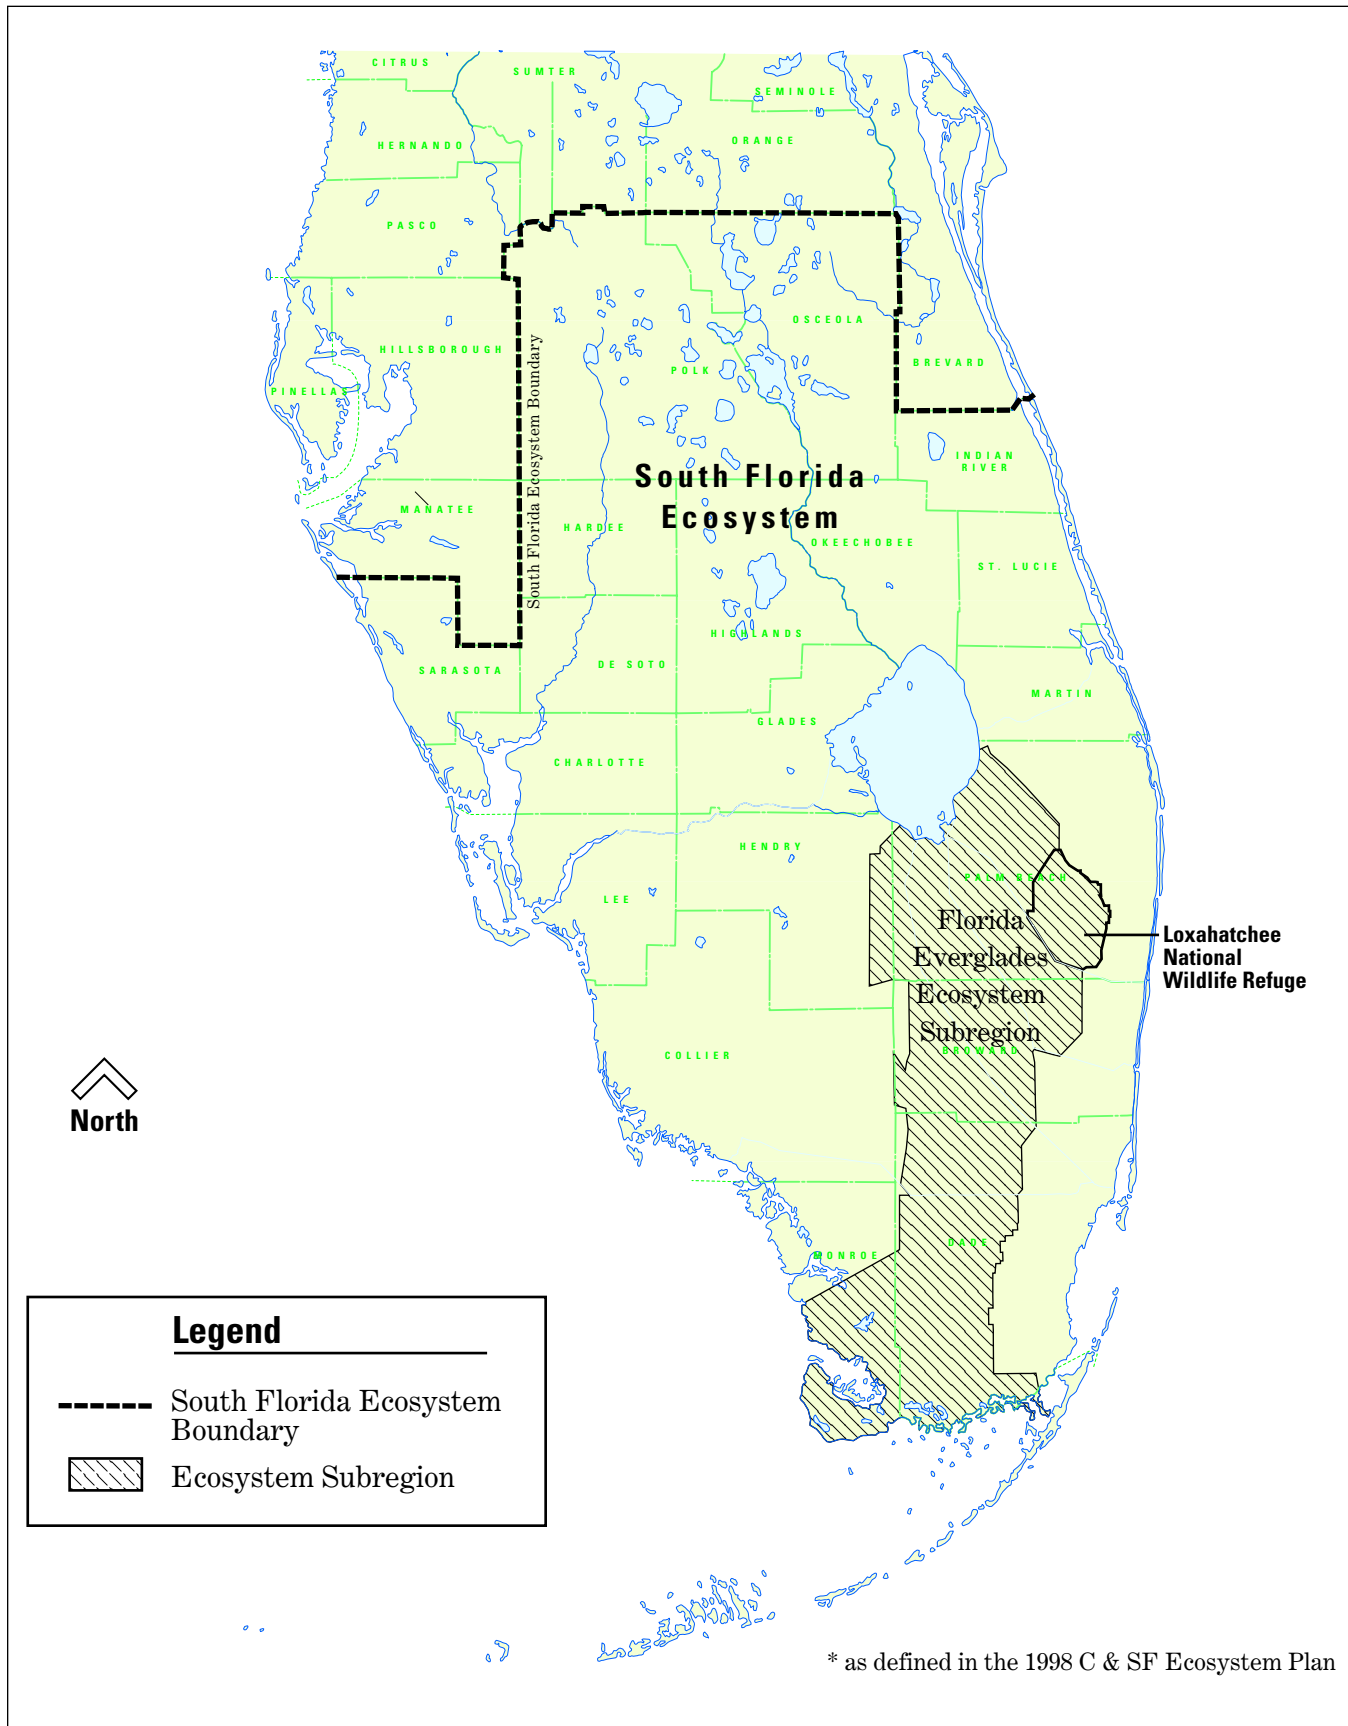 CITRUS
SUMTER
SEMINOLE
HERNANDO
ORANGE
PASCO
OSCEOLA
HILLSBOROUGH
POLK
BREVARD
PINELLAS
South Florida Ecosystem Boundary
INDIAN
RIVER
South Florida
Ecosystem
MANATEE
HARDEE
OKEECHOBEE
ST. LUCIE
HIGHLANDS
SARASOTA
DE SOTO
MARTIN
GLADES
CHARLOTTE
HENDRY
PALM BEACH
LEE
Florida
Everglades
Ecosystem
Subregion
Loxahatchee
National
Wildlife Refuge
BROWARD
COLLIER
North
DADE
MONROE
Legend
South Florida Ecosystem
Boundary
Ecosystem Subregion
* as defined in the 1998 C & SF Ecosystem Plan